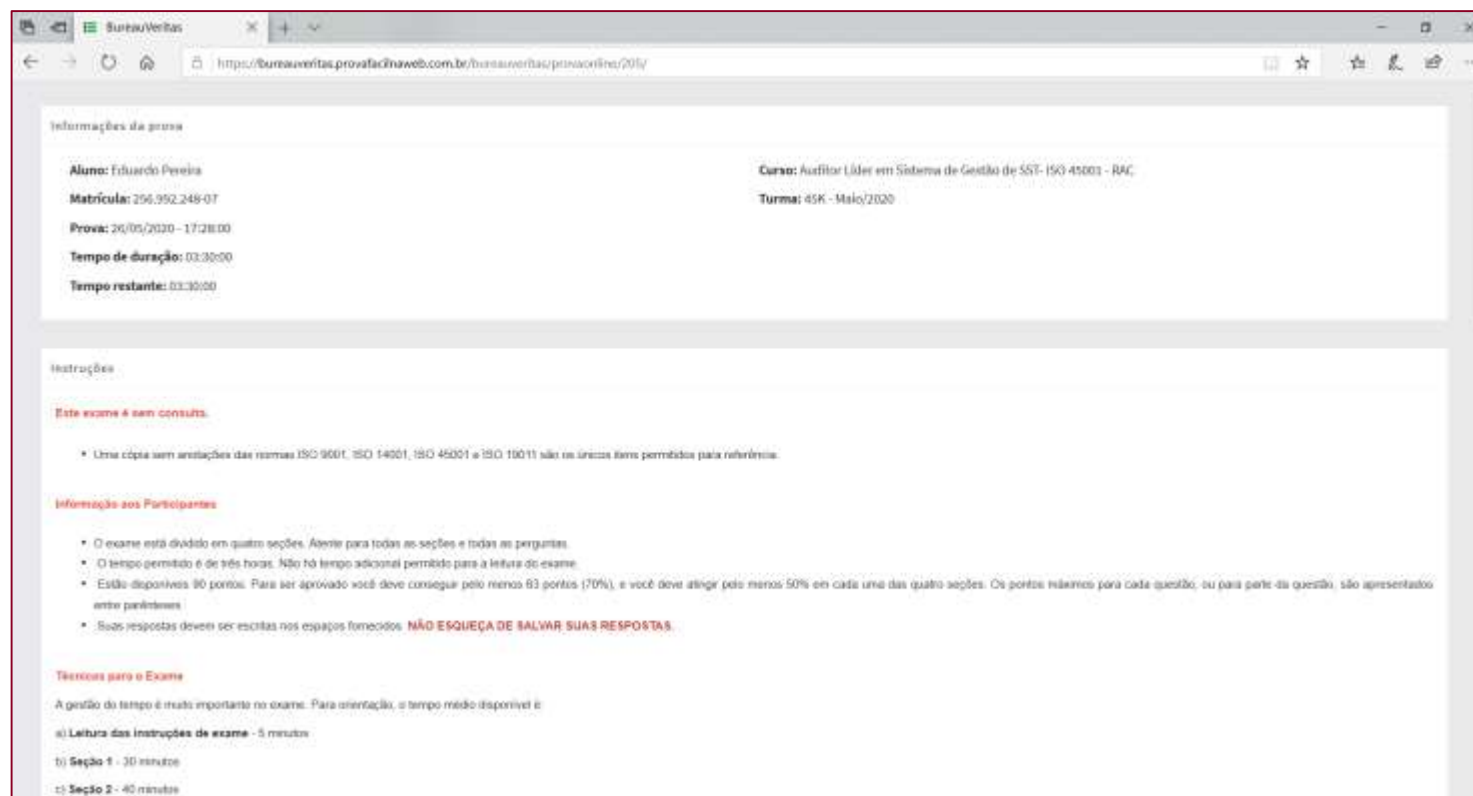 BureauVeritas
https://bureauveritas.provafacilnaweb.com.br/bureauveritas/provaonline/205/
Informações da prova
Aluno: Eduardo Pereira
Curso: Auditor Líder em Sistema de Gestão de SST- ISO 45001 - RAC
Matrícula: 256.992.248-07
Turma: 45K - Maio/2020
Prova: 26/05/2020 - 17:28:00
Tempo de duração: 03:30:00
Tempo restante: 03:30:00
Instruções
Este exame é sem consulta.
• Uma cópia sem anotações das normas ISO 9001, ISO 14001, ISO 45001 e ISO 19011 são os únicos itens permitidos para referência.
Informação aos Participantes
• O exame está dividido em quatro seções. Atente para todas as seções e todas as perguntas.
• O tempo permitido é de três horas. Não há tempo adicional permitido para a leitura do exame.
• Estão disponíveis 90 pontos. Para ser aprovado você deve conseguir pelo menos 63 pontos (70%), e você deve atingir pelo menos 50% em cada uma das quatro seções. Os pontos máximos para cada questão, ou para parte da questão, são apresentados
entre parênteses.
• Suas respostas devem ser escritas nos espaços fornecidos. NÃO ESQUEÇA DE SALVAR SUAS RESPOSTAS.
Técnicas para o Exame
A gestão do tempo é muito importante no exame. Para orientação, o tempo médio disponível é:
a) Leitura das instruções de exame - 5 minutos
b) Seção 1 - 30 minutos
c) Seção 2 - 40 minutos